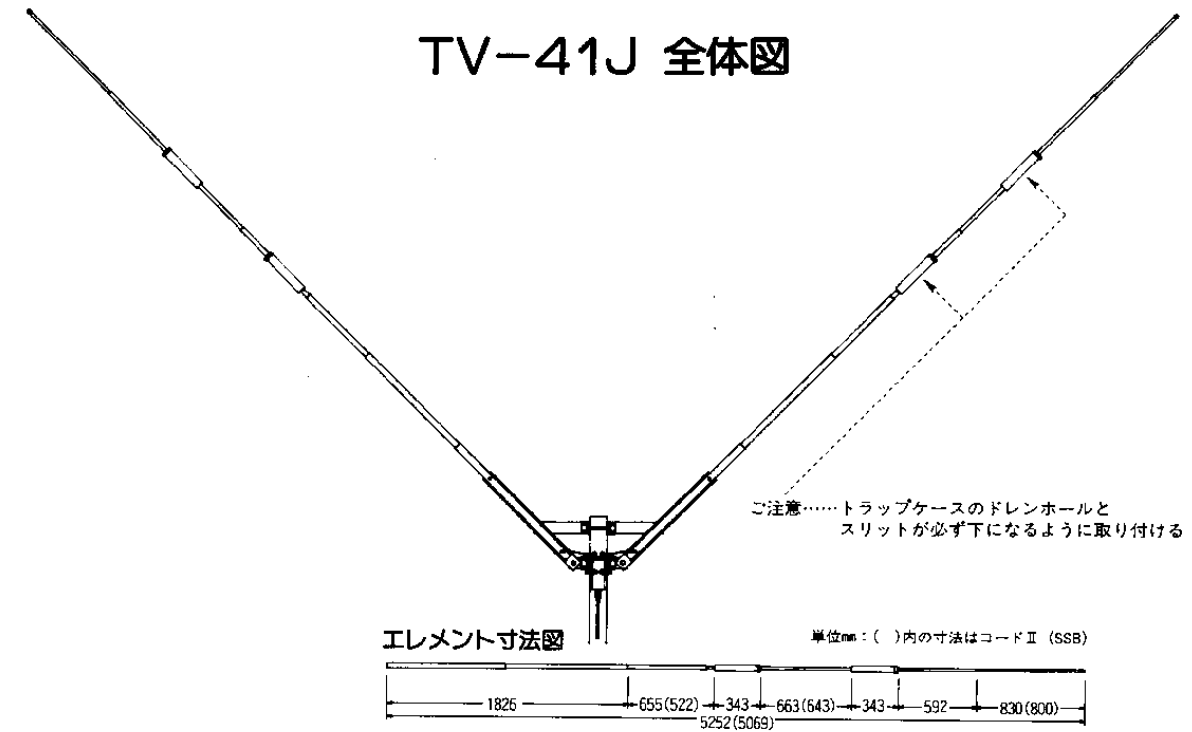 TV-41J 全体図
ご注意……トラップケースのドレンホールと
スリットが必ず下になるように取り付ける
エレメント寸法図
単位mm：( )内の寸法はコードⅡ (SSB)
1826 655(522) 343 663(643) 343 592 830(800)
5252(5069)